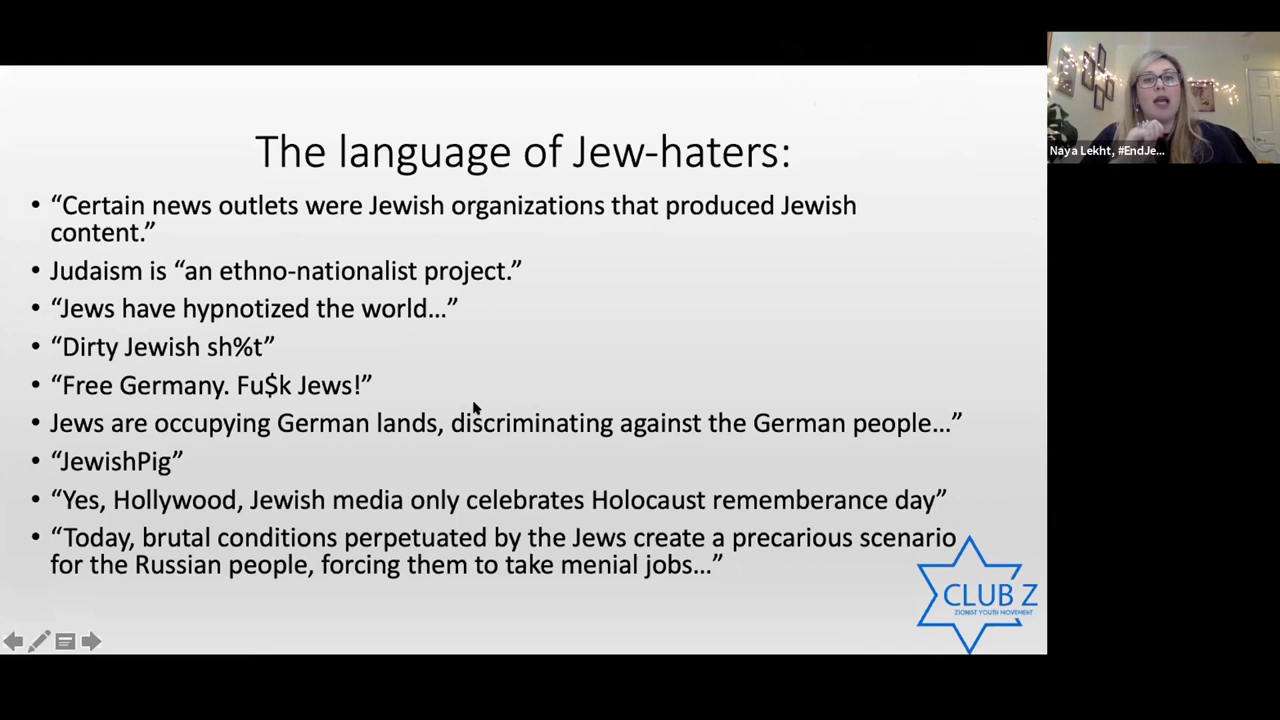 The language of Jew-haters:
• “Certain news outlets were Jewish organizations that produced Jewish
content.”
• Judaism is “an ethno-nationalist project.”
• “Jews have hypnotized the world…”
• “Dirty Jewish sh%t”
• “Free Germany. Fu$k Jews!”
• Jews are occupying German lands, discriminating against the German people…”
• “JewishPig”
• “Yes, Hollywood, Jewish media only celebrates Holocaust rememberance day”
• “Today, brutal conditions perpetuated by the Jews create a precarious scenario
for the Russian people, forcing them to take menial jobs…”
CLUB Z
ZIONIST YOUTH MOVEMENT
Naya Lekht, #EndJe...